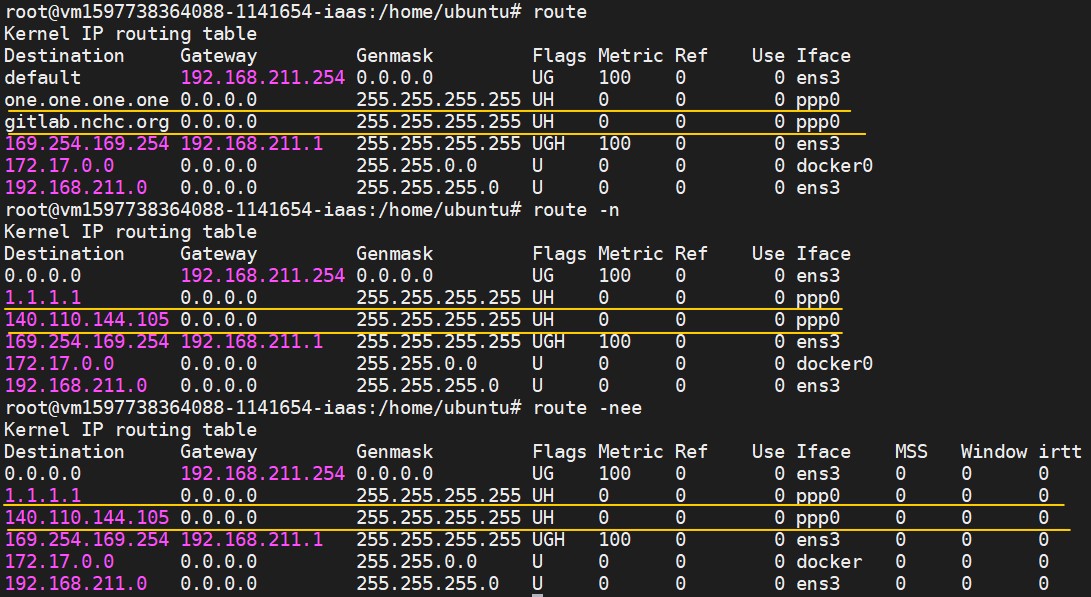 root@vm1597738364088-1141654-iaas:/home/ubuntu# route
Kernel IP routing table
Destination     Gateway         Genmask         Flags Metric Ref    Use Iface
default         192.168.211.254 0.0.0.0         UG    100    0        0 ens3
one.one.one.one 0.0.0.0         255.255.255.255 UH    0      0        0 ppp0
gitlab.nchc.org 0.0.0.0         255.255.255.255 UH    0      0        0 ppp0
169.254.169.254 192.168.211.1   255.255.255.255 UGH   100    0        0 ens3
172.17.0.0      0.0.0.0         255.255.0.0     U     0      0        0 docker0
192.168.211.0   0.0.0.0         255.255.255.0   U     0      0        0 ens3
root@vm1597738364088-1141654-iaas:/home/ubuntu# route -n
Kernel IP routing table
Destination     Gateway         Genmask         Flags Metric Ref    Use Iface
0.0.0.0         192.168.211.254 0.0.0.0         UG    100    0        0 ens3
1.1.1.1         0.0.0.0         255.255.255.255 UH    0      0        0 ppp0
140.110.144.105 0.0.0.0         255.255.255.255 UH    0      0        0 ppp0
169.254.169.254 192.168.211.1   255.255.255.255 UGH   100    0        0 ens3
172.17.0.0      0.0.0.0         255.255.0.0     U     0      0        0 docker0
192.168.211.0   0.0.0.0         255.255.255.0   U     0      0        0 ens3
root@vm1597738364088-1141654-iaas:/home/ubuntu# route -nee
Kernel IP routing table
Destination     Gateway         Genmask         Flags Metric Ref    Use Iface    MSS   Window irtt
0.0.0.0         192.168.211.254 0.0.0.0         UG    100    0        0 ens3     0     0      0
1.1.1.1         0.0.0.0         255.255.255.255 UH    0      0        0 ppp0     0     0      0
140.110.144.105 0.0.0.0         255.255.255.255 UH    0      0        0 ppp0     0     0      0
169.254.169.254 192.168.211.1   255.255.255.255 UGH   100    0        0 ens3     0     0      0
172.17.0.0      0.0.0.0         255.255.0.0     U     0      0        0 docker   0     0      0
192.168.211.0   0.0.0.0         255.255.255.0   U     0      0        0 ens3     0     0      0